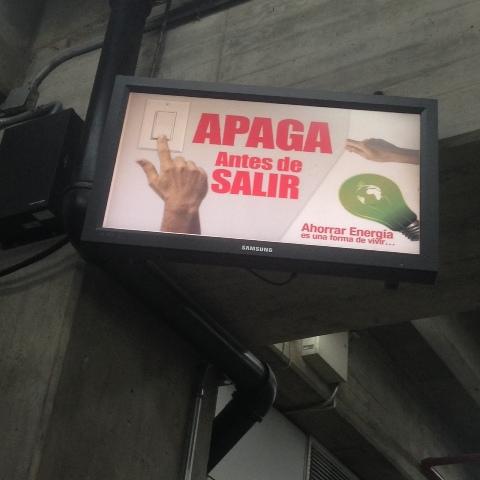 APAGA
Antes de
SALIR
Ahorrar Energía
es una forma de vivir...
SAMSUNG